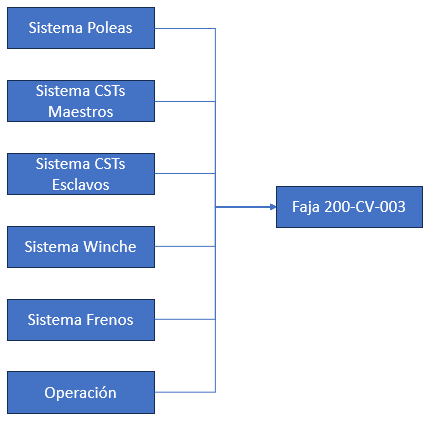 Sistema Poleas
Sistema CSTs
Maestros
Sistema CSTs
Esclavos
Faja 200-CV-003
Sistema Winche
Sistema Frenos
Operación